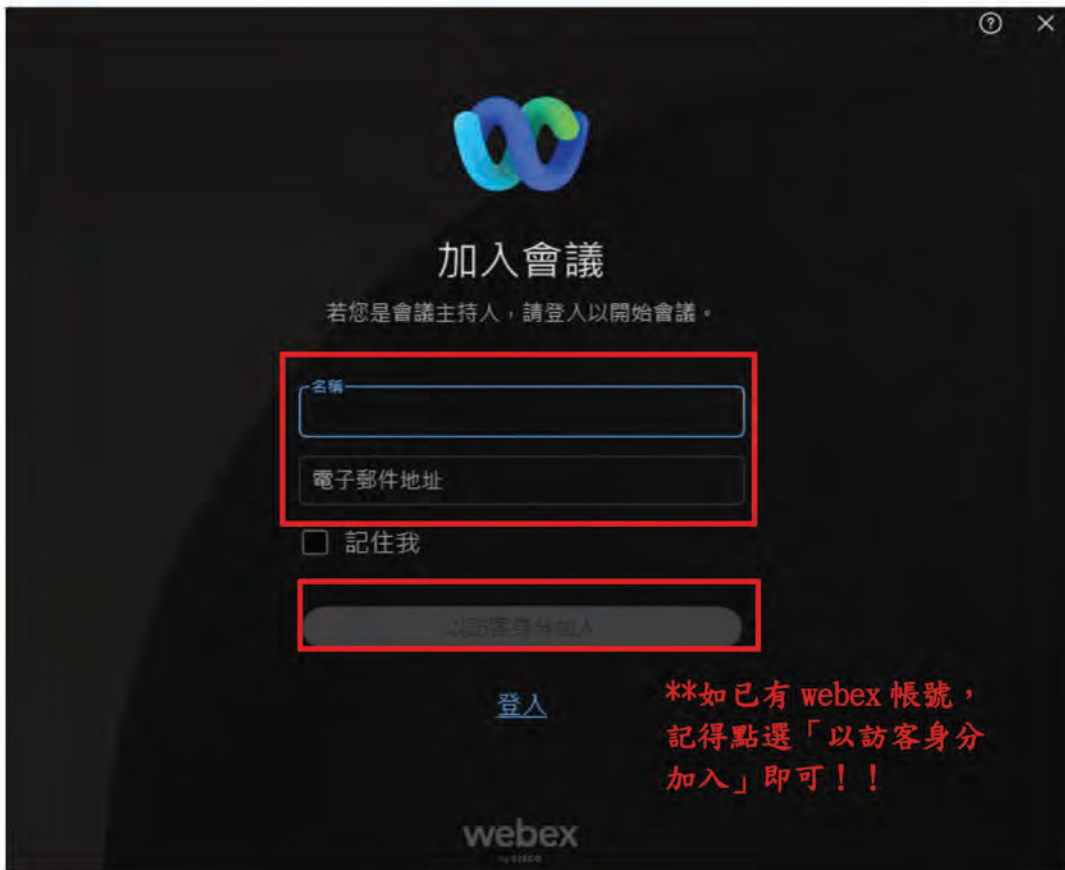 加入會議
若您是會議主持人，請登入以開始會議。
名稱
電子郵件地址
記住我
以訪客身分加入
登入
**如已有 webex 帳號，
記得點選「以訪客身分
加入」即可！！
webex
by CISCO